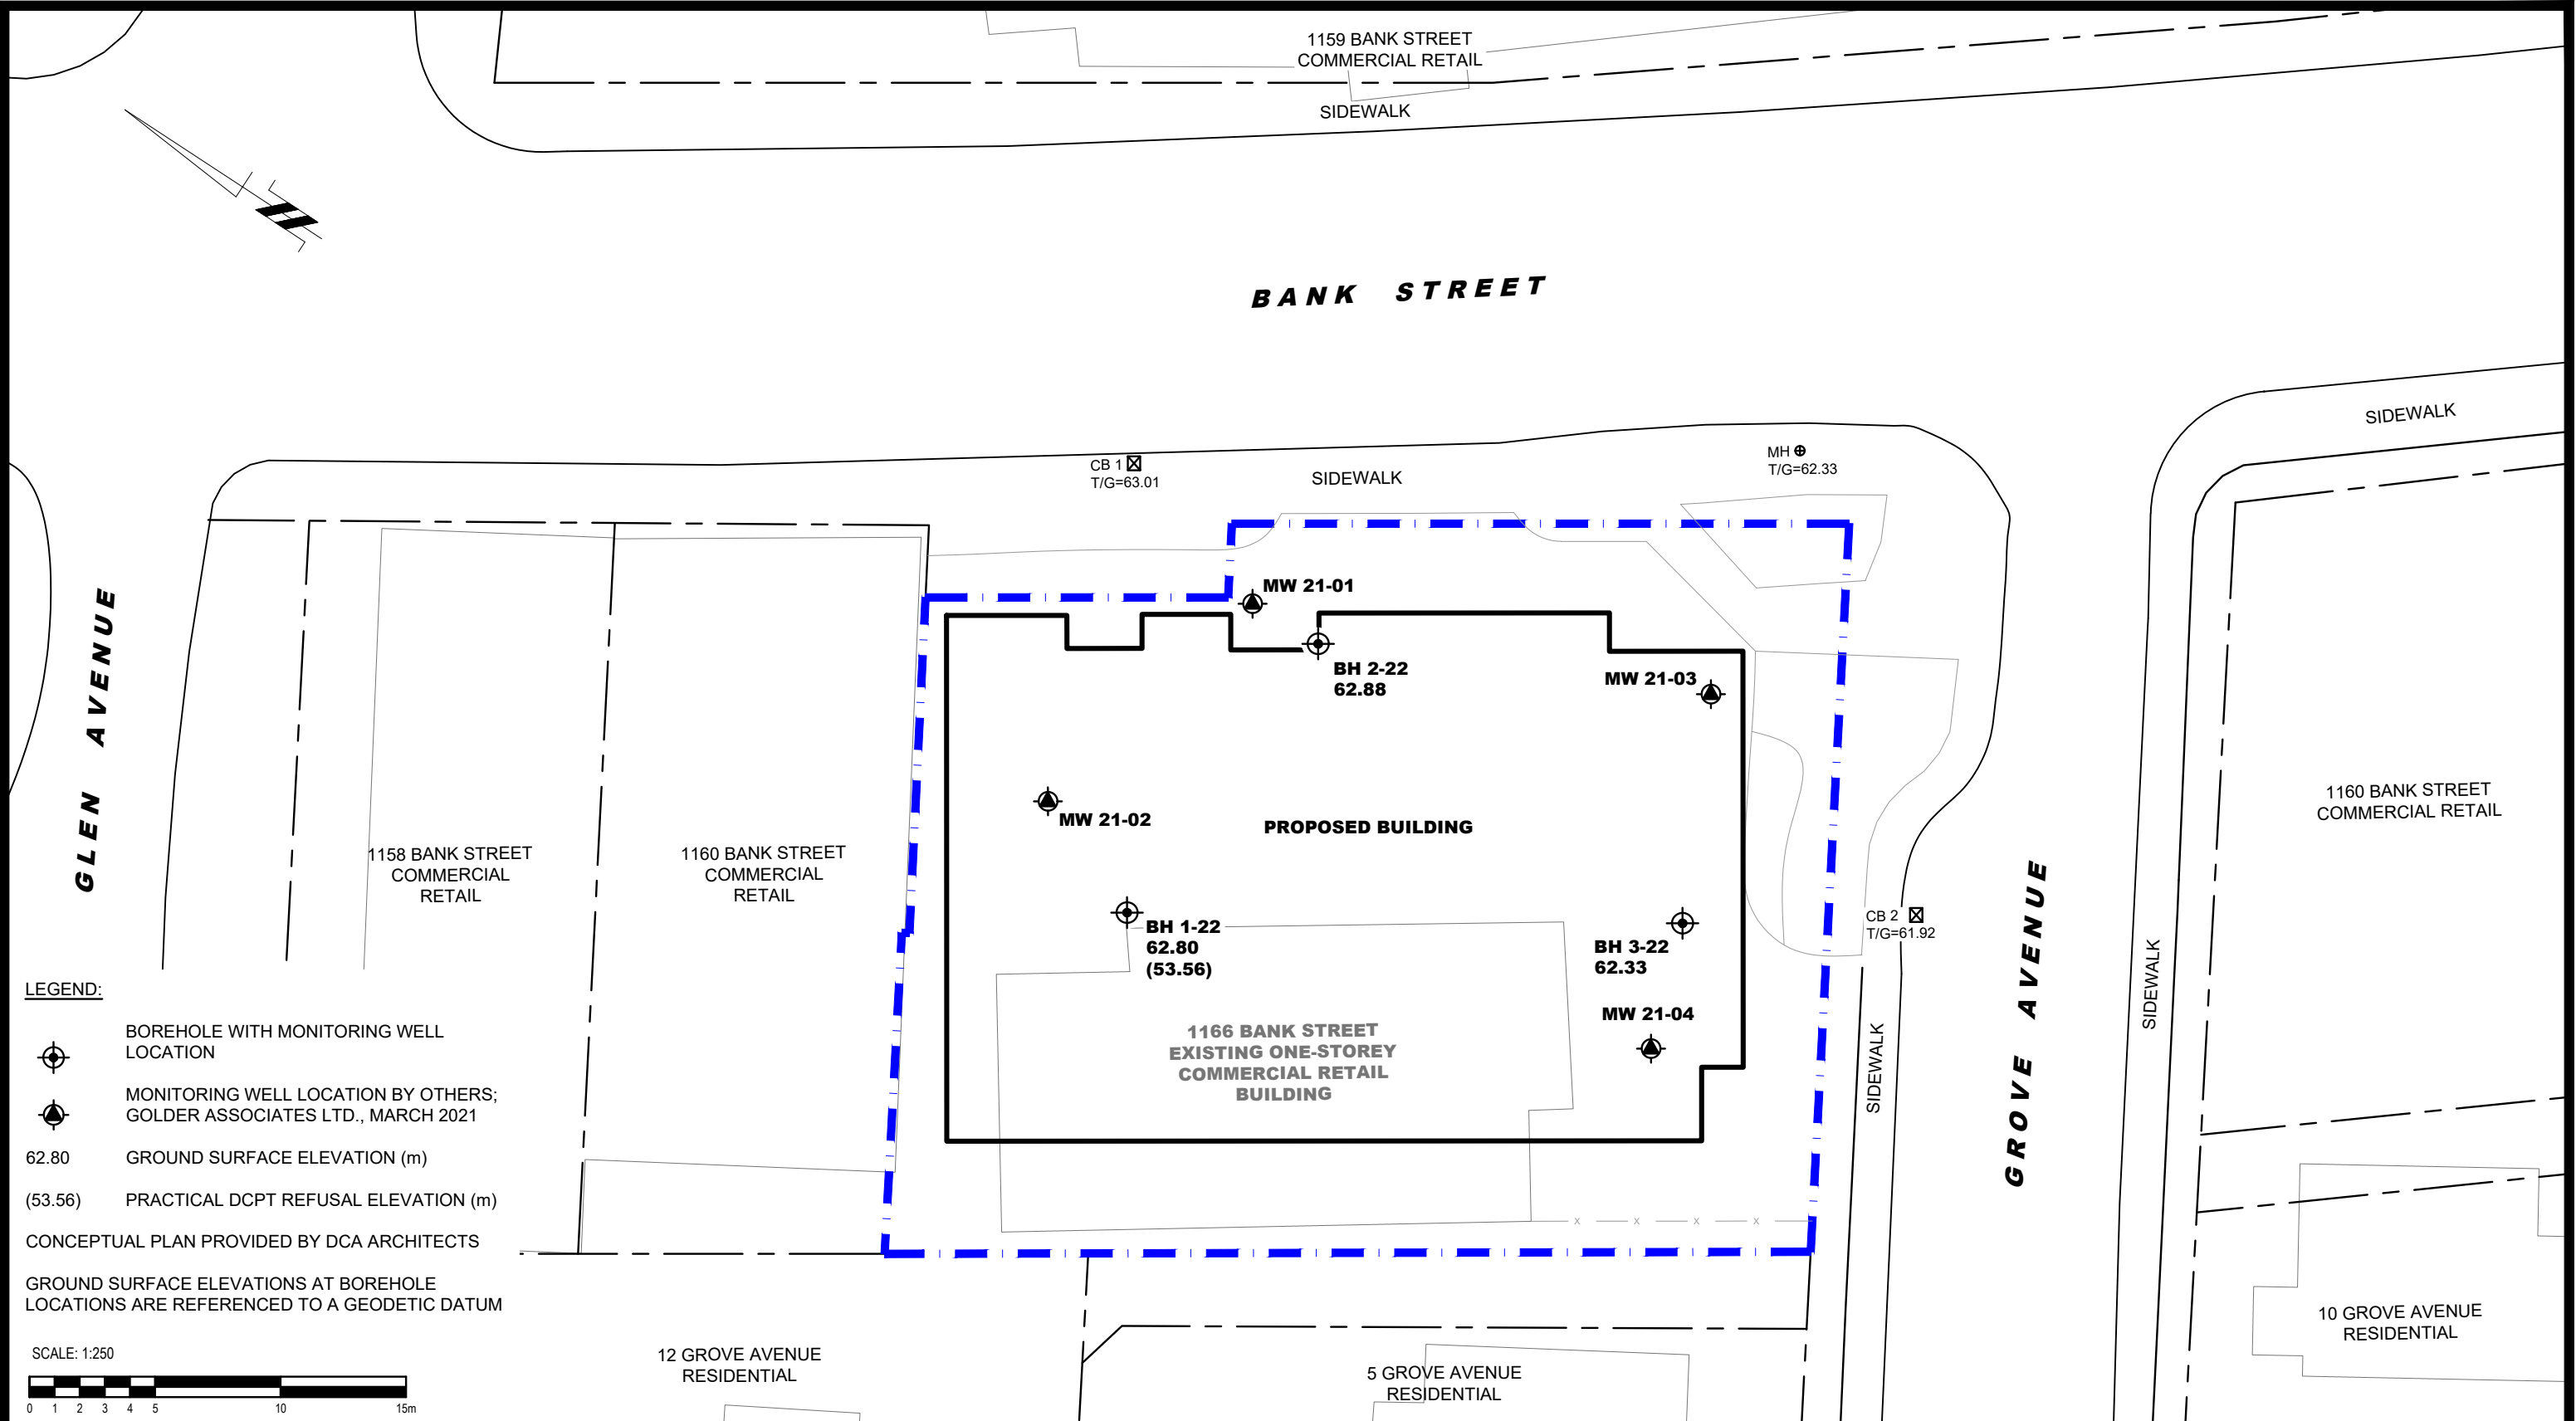 1159 BANK STREET
COMMERCIAL RETAIL
SIDEWALK
BANK STREET
SIDEWALK
CB 1
T/G=63.01
SIDEWALK
MH
T/G=62.33
MW 21-01
BH 2-22
62.88
MW 21-03
GLEN AVENUE
MW 21-02
PROPOSED BUILDING
1160 BANK STREET
COMMERCIAL RETAIL
1158 BANK STREET
COMMERCIAL
RETAIL
1160 BANK STREET
COMMERCIAL
RETAIL
BH 1-22
62.80
(53.56)
BH 3-22
62.33
CB 2
T/G=61.92
GROVE AVENUE
SIDEWALK
SIDEWALK
MW 21-04
1166 BANK STREET
EXISTING ONE-STOREY
COMMERCIAL RETAIL
BUILDING
LEGEND:
BOREHOLE WITH MONITORING WELL
LOCATION
MONITORING WELL LOCATION BY OTHERS;
GOLDER ASSOCIATES LTD., MARCH 2021
62.80 GROUND SURFACE ELEVATION (m)
(53.56) PRACTICAL DCPT REFUSAL ELEVATION (m)
CONCEPTUAL PLAN PROVIDED BY DCA ARCHITECTS
GROUND SURFACE ELEVATIONS AT BOREHOLE
LOCATIONS ARE REFERENCED TO A GEODETIC DATUM
SCALE: 1:250
0 1 2 3 4 5 10 15m
12 GROVE AVENUE
RESIDENTIAL
5 GROVE AVENUE
RESIDENTIAL
10 GROVE AVENUE
RESIDENTIAL